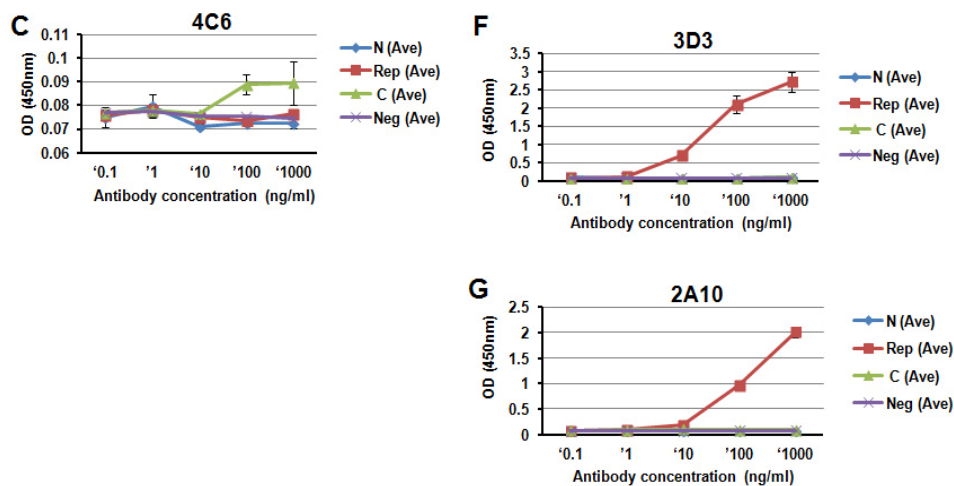 C
4C6
OD (450nm)
0.11
0.1
0.09
0.08
0.07
0.06
‘0.1 ’1 ‘10 ’100 ‘1000
Antibody concentration (ng/ml)
N (Ave)
Rep (Ave)
C (Ave)
Neg (Ave)
F
3D3
OD (450nm)
3.5
3
2.5
2
1.5
1
0.5
0
‘0.1 ’1 ‘10 ’100 ‘1000
Antibody concentration (ng/ml)
N (Ave)
Rep (Ave)
C (Ave)
Neg (Ave)
G
2A10
OD (450nm)
2.5
2
1.5
1
0.5
0
‘0.1 ’1 ‘10 ’100 ‘1000
Antibody concentration (ng/ml)
N (Ave)
Rep (Ave)
C (Ave)
Neg (Ave)